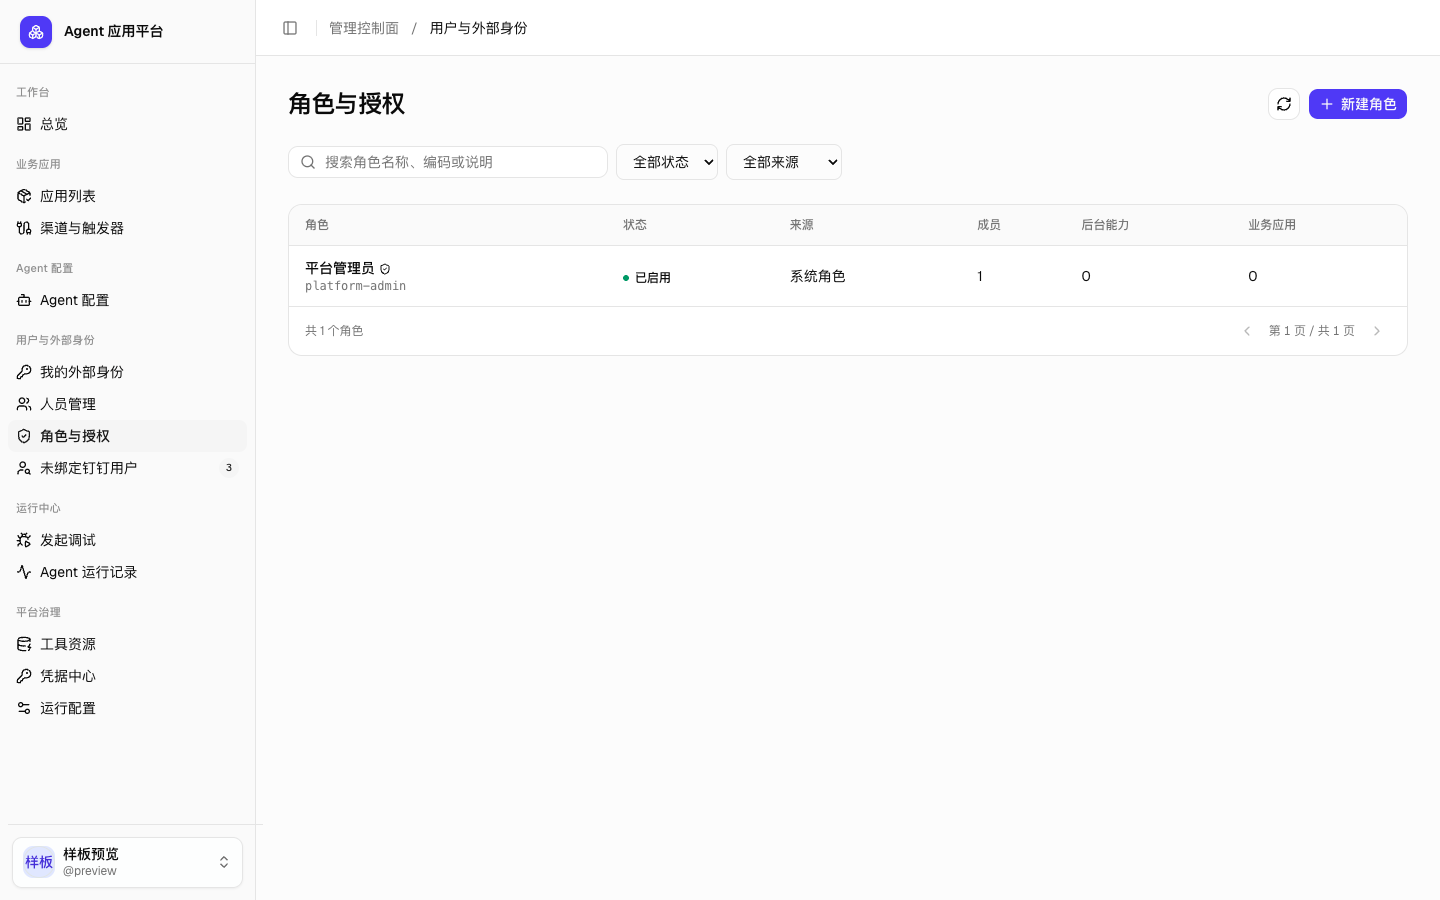 Agent 应用平台
工作台
总览
业务应用
应用列表
渠道与触发器
Agent 配置
Agent 配置
用户与外部身份
我的外部身份
人员管理
角色与授权
未绑定钉钉用户 3
运行中心
发起调试
Agent 运行记录
平台治理
工具资源
凭据中心
运行配置
样板 样板预览
@preview
管理控制面 / 用户与外部身份
角色与授权
新建角色
搜索角色名称、编码或说明 全部状态 全部来源
角色 状态 来源 成员 后台能力 业务应用
平台管理员 已启用 系统角色 1 0 0
platform-admin
共 1 个角色 第 1 页 / 共 1 页